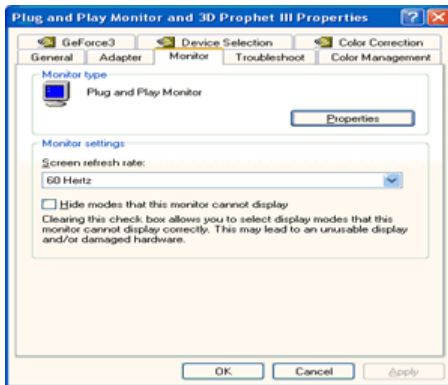 Plug and Play Monitor and 3D Prophet III Properties
GeForce3 Device Selection Color Correction
General Adapter Monitor Troubleshoot Color Management
Monitor type
Plug and Play Monitor
Properties
Monitor settings
Screen refresh rate:
60 Hertz
Hide modes that this monitor cannot display
Clearing this check box allows you to select display modes that this
monitor cannot display correctly. This may lead to an unusable display
and/or damaged hardware.
OK Cancel Apply